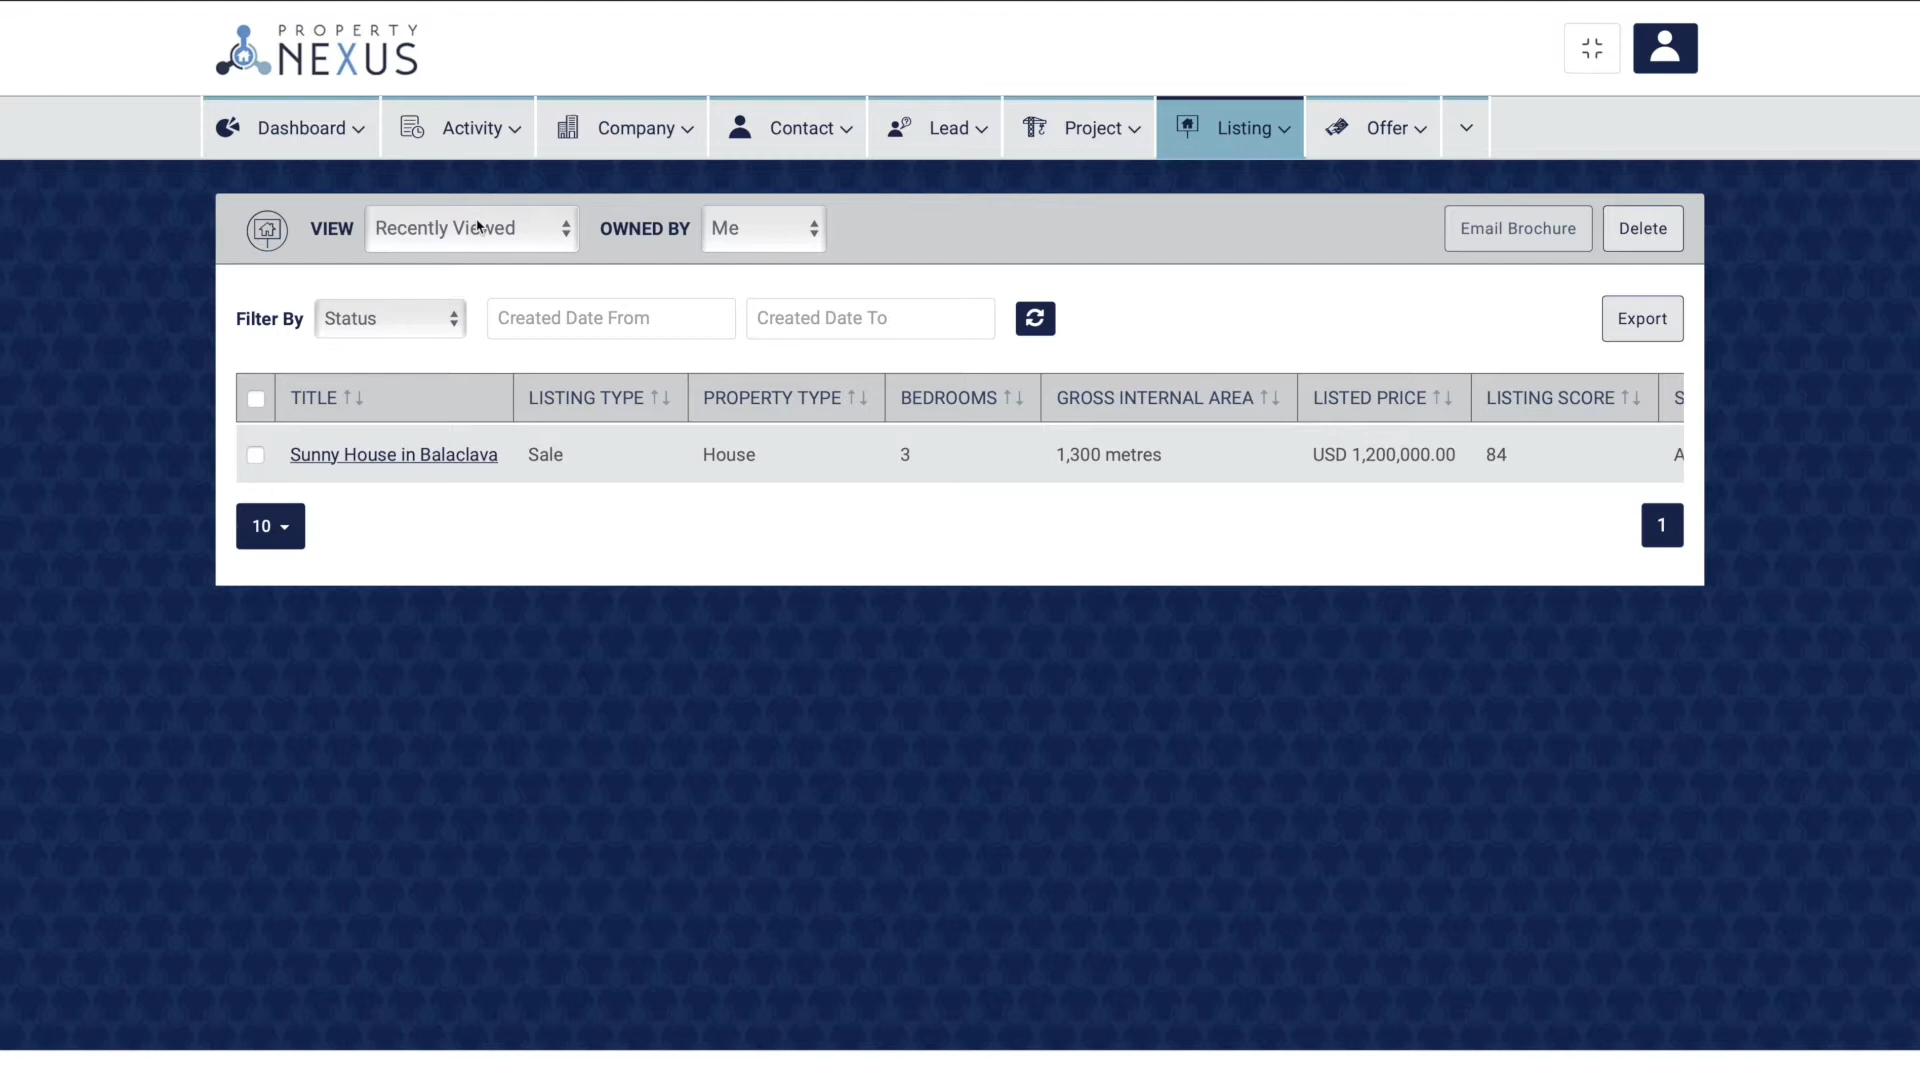 PROPERTY
NEXUS
Dashboard Activity Company Contact Lead Project Listing Offer
VIEW Recently Viewed OWNED BY Me Email Brochure Delete
Filter By Status Created Date From Created Date To Export
TITLE LISTING TYPE PROPERTY TYPE BEDROOMS GROSS INTERNAL AREA LISTED PRICE LISTING SCORE
Sunny House in Balaclava Sale House 3 1,300 metres USD 1,200,000.00 84
10 1